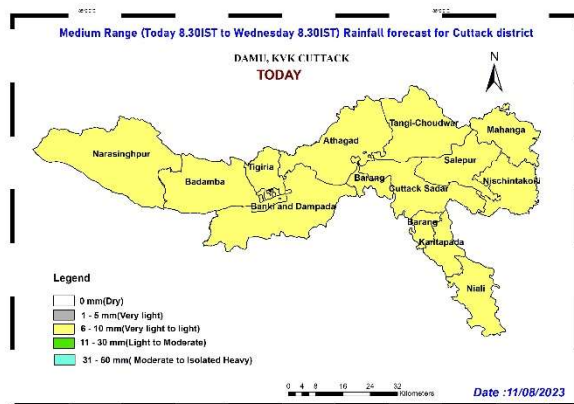 Medium Range (Today 8.30IST to Wednesday 8.30IST) Rainfall forecast for Cuttack district
DAMU, KVK CUTTACK
TODAY
N
Tangi-Choudwar
Mahanga
Athagad
Narasinghpur
Salepur
Tigiria
Badamba
Barang
Nischintakoili
Cuttack Sadar
Banki and Dampada
Barang
Kantapada
Niali
Legend
0 mm(Dry)
1 - 5 mm(Very light)
6 - 10 mm(Very light to light)
11 - 30 mm(Light to Moderate)
31 - 50 mm( Moderate to Isolated Heavy)
0 4 8 16 24 32
Kilometers
Date :11/08/2023